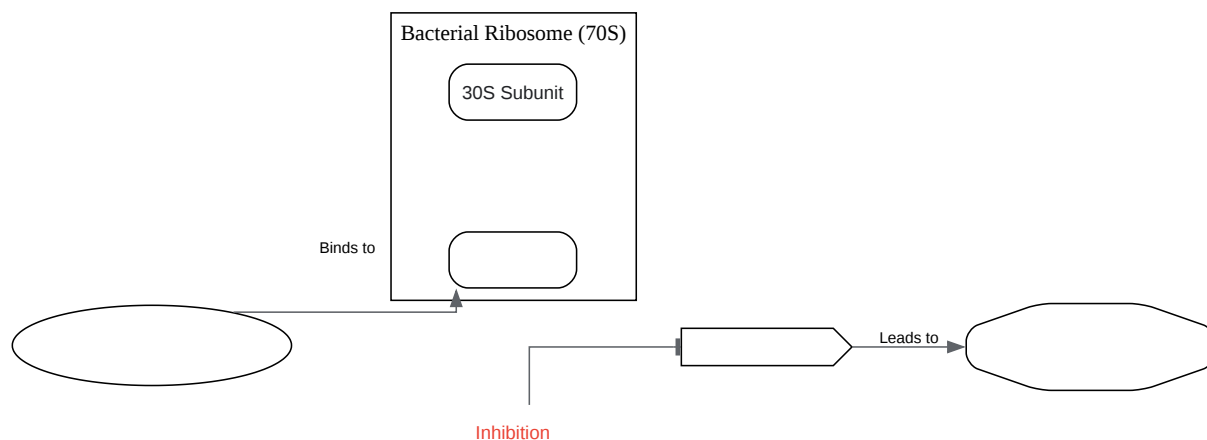 Bacterial Ribosome (70S)
30S Subunit
Binds to
Leads to
Inhibition